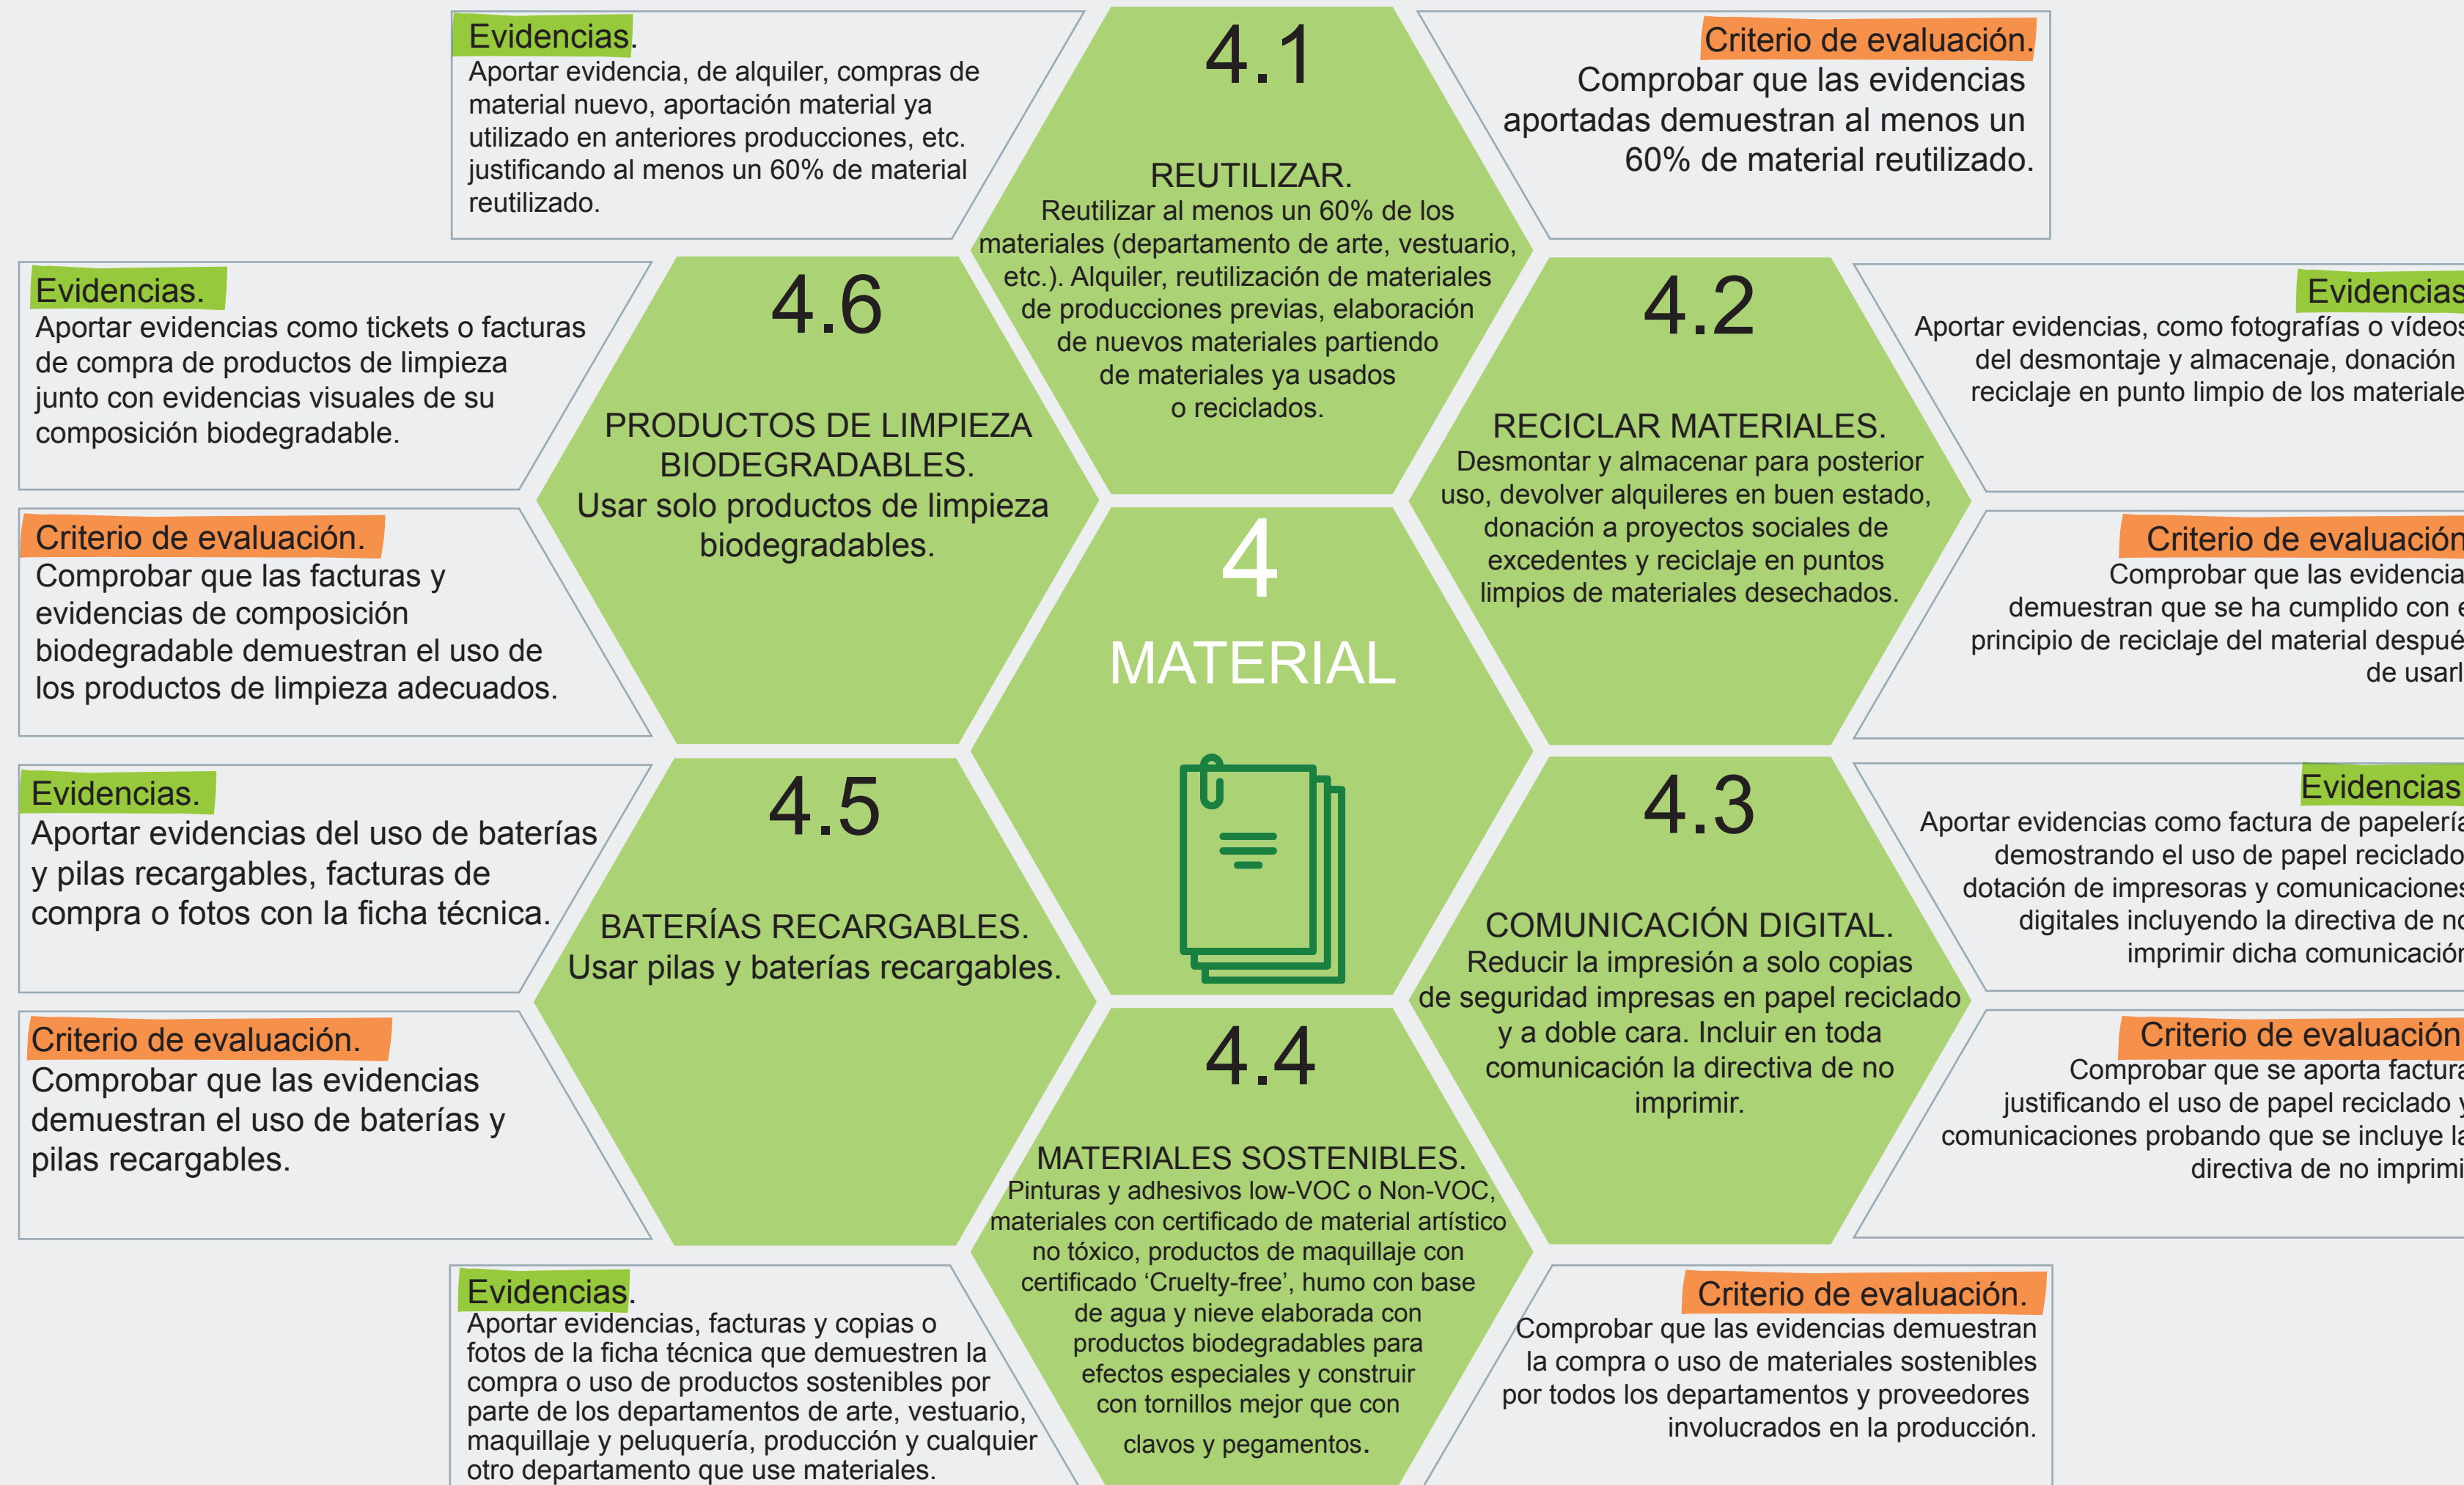 Evidencias.
Aportar evidencia, de alquiler, compras de
material nuevo, aportación material ya
utilizado en anteriores producciones, etc.
justificando al menos un 60% de material
reutilizado.
4.1
REUTILIZAR.
Reutilizar al menos un 60% de los
materiales (departamento de arte, vestuario,
etc.). Alquiler, reutilización de materiales
de producciones previas, elaboración
de nuevos materiales partiendo
de materiales ya usados
o reciclados.
Criterio de evaluación.
Comprobar que las evidencias
aportadas demuestran al menos un
60% de material reutilizado.
Evidencias.
Aportar evidencias como tickets o facturas
de compra de productos de limpieza
junto con evidencias visuales de su
composición biodegradable.
Criterio de evaluación.
Comprobar que las facturas y
evidencias de composición
biodegradable demuestran el uso de
los productos de limpieza adecuados.
4.6
PRODUCTOS DE LIMPIEZA
BIODEGRADABLES.
Usar solo productos de limpieza
biodegradables.
4
MATERIAL
4.2
RECICLAR MATERIALES.
Desmontar y almacenar para posterior
uso, devolver alquileres en buen estado,
donación a proyectos sociales de
excedentes y reciclaje en puntos
limpios de materiales desechados.
Evidencias
Aportar evidencias, como fotografías o vídeos
del desmontaje y almacenaje, donación
reciclaje en punto limpio de los materiale
Criterio de evaluación
Comprobar que las evidencia
demuestran que se ha cumplido con e
principio de reciclaje del material despué
de usarl
Evidencias.
Aportar evidencias del uso de baterías
y pilas recargables, facturas de
compra o fotos con la ficha técnica.
Criterio de evaluación.
Comprobar que las evidencias
demuestran el uso de baterías y
pilas recargables.
4.5
BATERÍAS RECARGABLES.
Usar pilas y baterías recargables.
4.3
COMUNICACIÓN DIGITAL.
Reducir la impresión a solo copias
de seguridad impresas en papel reciclado
y a doble cara. Incluir en toda
comunicación la directiva de no
imprimir.
Evidencias
Aportar evidencias como factura de papelería
demostrando el uso de papel reciclado
dotación de impresoras y comunicaciones
digitales incluyendo la directiva de no
imprimir dicha comunicación
Criterio de evaluación
Comprobar que se aporta factura
justificando el uso de papel reciclado y
comunicaciones probando que se incluye la
directiva de no imprimi
Evidencias.
Aportar evidencias, facturas y copias o
fotos de la ficha técnica que demuestren la
compra o uso de productos sostenibles por
parte de los departamentos de arte, vestuario,
maquillaje y peluquería, producción y cualquier
otro departamento que use materiales.
4.4
MATERIALES SOSTENIBLES.
Pinturas y adhesivos low-VOC o Non-VOC,
materiales con certificado de material artístico
no tóxico, productos de maquillaje con
certificado ‘Cruelty-free’, humo con base
de agua y nieve elaborada con
productos biodegradables para
efectos especiales y construir
con tornillos mejor que con
clavos y pegamentos.
Criterio de evaluación.
Comprobar que las evidencias demuestran
la compra o uso de materiales sostenibles
por todos los departamentos y proveedores
involucrados en la producción.